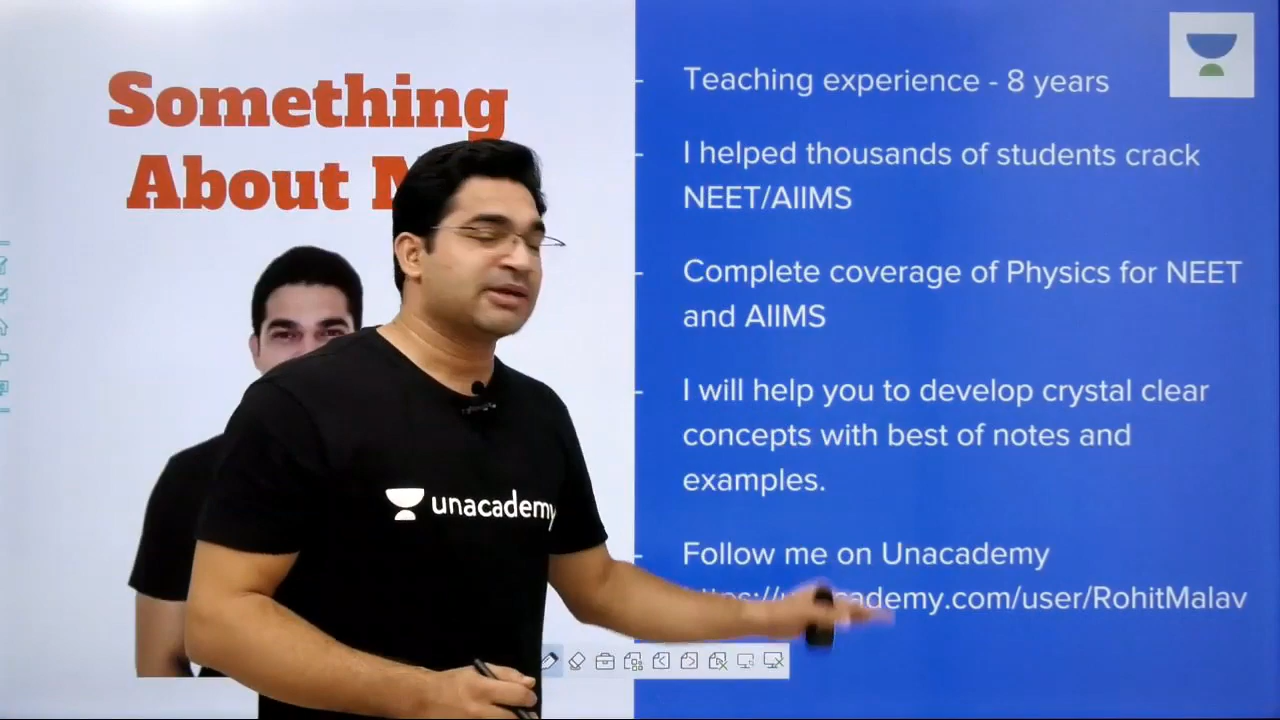 Something
About
Teaching experience - 8 years
I helped thousands of students crack
NEET/AIIMS
Complete coverage of Physics for NEET
and AIIMS
I will help you to develop crystal clear
concepts with best of notes and
examples.
Follow me on Unacademy
unacademy.com/user/RohitMalav
unacademy